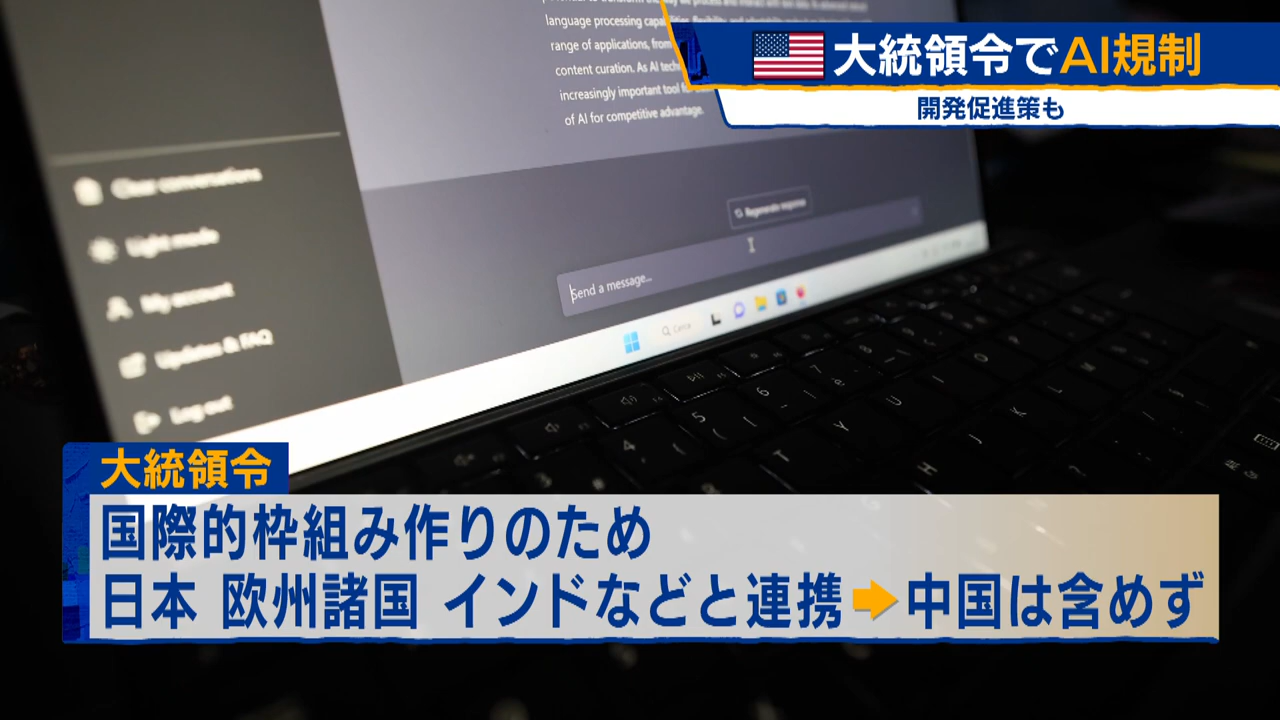 language processing
range of applications, from
content curation. As AI
increasingly important tool
of AI for competitive advantage.
大統領令でAI規制
開発促進策も
Clear conversations
Light mode
My account
Updates & FAQ
Log out
Regenerate response
Send a message...
Cerca
大統領令
国際的枠組み作りのため
日本 欧州諸国 インドなどと連携➡中国は含めず